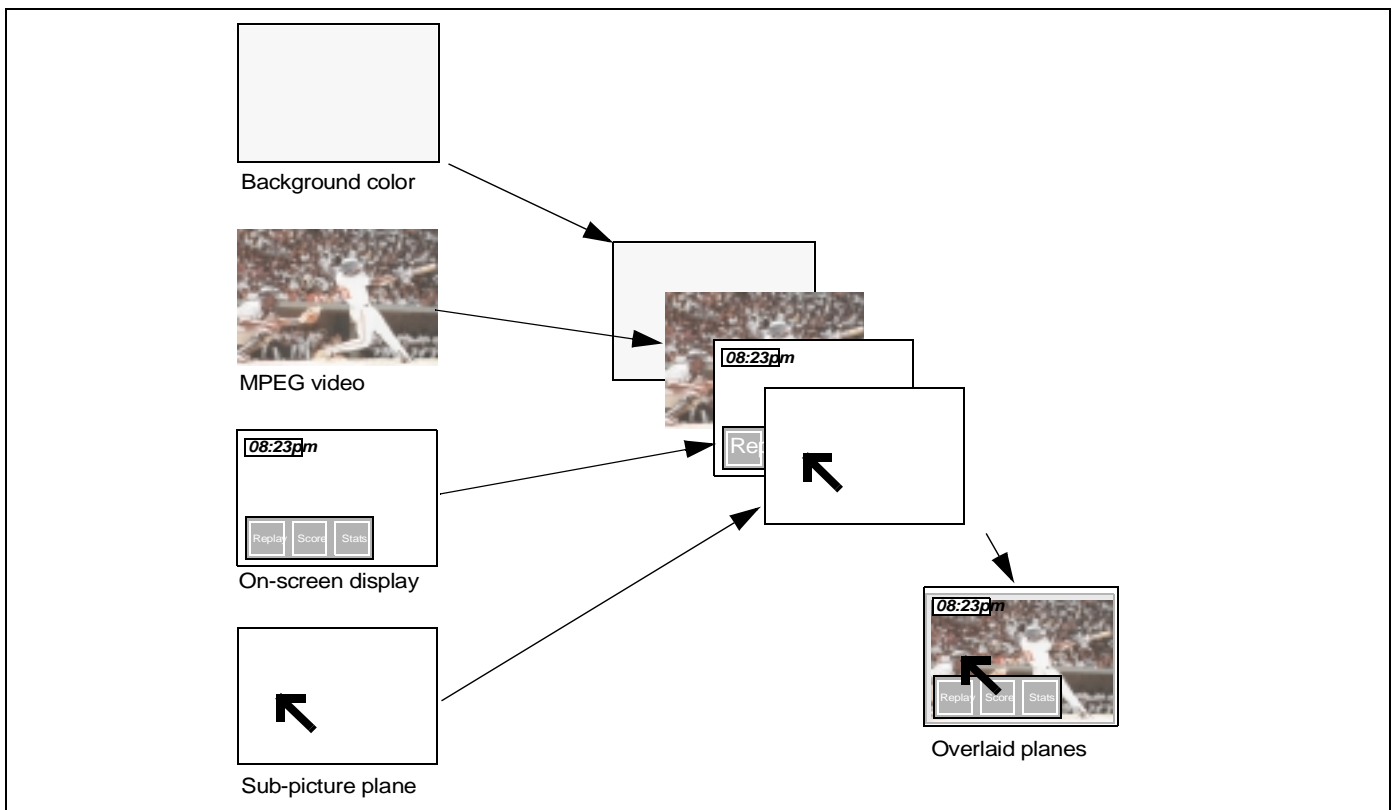 Background color
MPEG video
08:23pm
Replay Score Stats
On-screen display
Sub-picture plane
08:23pm
Rep
08:23pm
Replay Score Stats
Overlaid planes